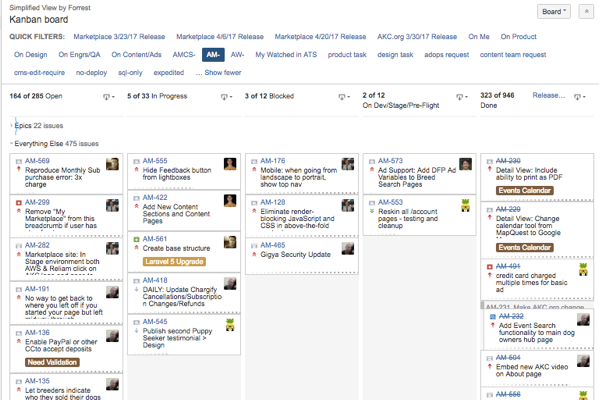 Simplified View by Forrest
Kanban board
Board
QUICK FILTERS: Marketplace 3/23/17 Release Marketplace 4/6/17 Release Marketplace 4/20/17 Release AKC.org 3/30/17 Release On Me On Product
On Design On Engrs/QA On Content/Ads AMCS- AM- AW- My Watched in ATS product task design task adops request content team request
cms-edit-require no-deploy sql-only expedited ... Show fewer
164 of 285 Open
5 of 33 In Progress
3 of 12 Blocked
2 of 12
On Dev/Stage/Pre-Flight
323 of 946
Done
Release...
Epics 22 issues
Everything Else 475 issues
AM-569
Reproduce Monthly Sub
purchase error: 3x
charge
AM-299
Remove "My
Marketplace" from this
breadcrumb if user has
AM-282
Marketplace site: In
Stage environment both
AWS & Reliam click on
AM-191
No way to get back to
where you left off if you
started your page but left
AM-136
Enable PayPal or other
CCto accept deposits
Need Validation
AM-135
Let breeders indicate
who they sold their dogs
AM-555
Hide Feedback button
from lightboxes
AM-422
Add New Content
Sections and Content
Pages
AM-561
Create base structure
Laravel 5 Upgrade
AM-418
DAILY: Update Chargify
Cancellations/Subscriptio
n Changes/Refunds
AM-545
Publish second Puppy
Seeker testimonial >
Design
AM-176
Mobile: when going from
landscape to portrait,
show top nav
AM-128
Eliminate render-
blocking JavaScript and
CSS in above-the-fold
AM-465
Gigya Security Update
AM-573
Ad Support: Add DFP Ad
Variables to Breed
Search Pages
AM-553
Reskin all /account
pages - testing and
cleanup
AM-230
Detail View: Include
ability to print as PDF
Events Calendar
AM-229
Detail View: Change
calendar tool from
MapQuest to Google
Events Calendar
AM-491
credit card charged
multiple times for basic
ad
AM-231 Make AKC.org change
AM-232
Add Event Search
functionality to main dog
owners hub page
AM-604
Embed new AKC video
on About page
AM-556